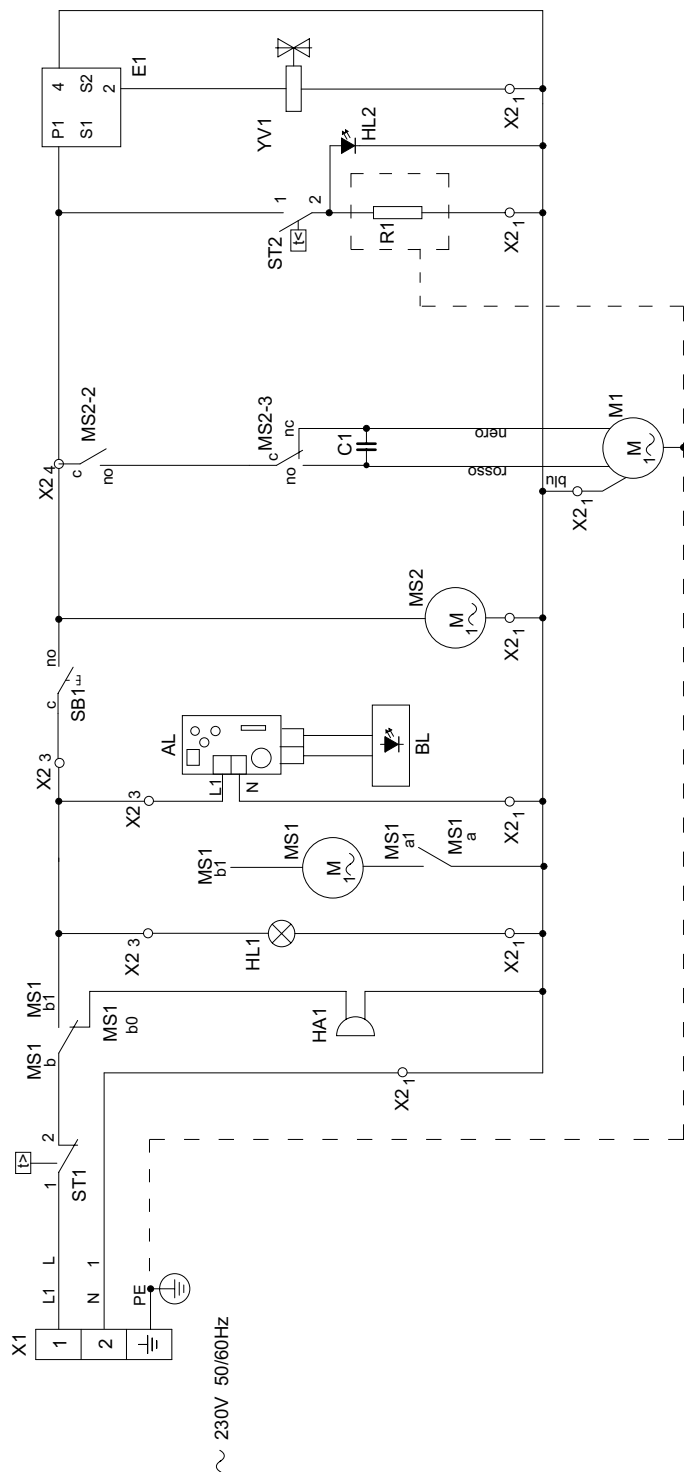 X1
1
2
L1 L
N 1
PE
~ 230V 50/60Hz
1
2
t>
ST1
MS1
b
MS1
b1
MS1
b0
HA1
X2 1
X2 3
HL1
X2 1
MS1
b1
MS1
M
1~
MS1
a1
MS1
a
X2 3
X2 3
L1
N
AL
BL
X2 1
c
no
SB1
MS2
M
1~
X2 1
X2 4
c
no
MS2-2
MS2-3
c
no
nc
C1
rosso
nero
blu
X2 1
M1
M
1~
ST2
t<
1
2
R1
X2 1
HL2
P1
4
S1
S2
2
E1
YV1
X2 1